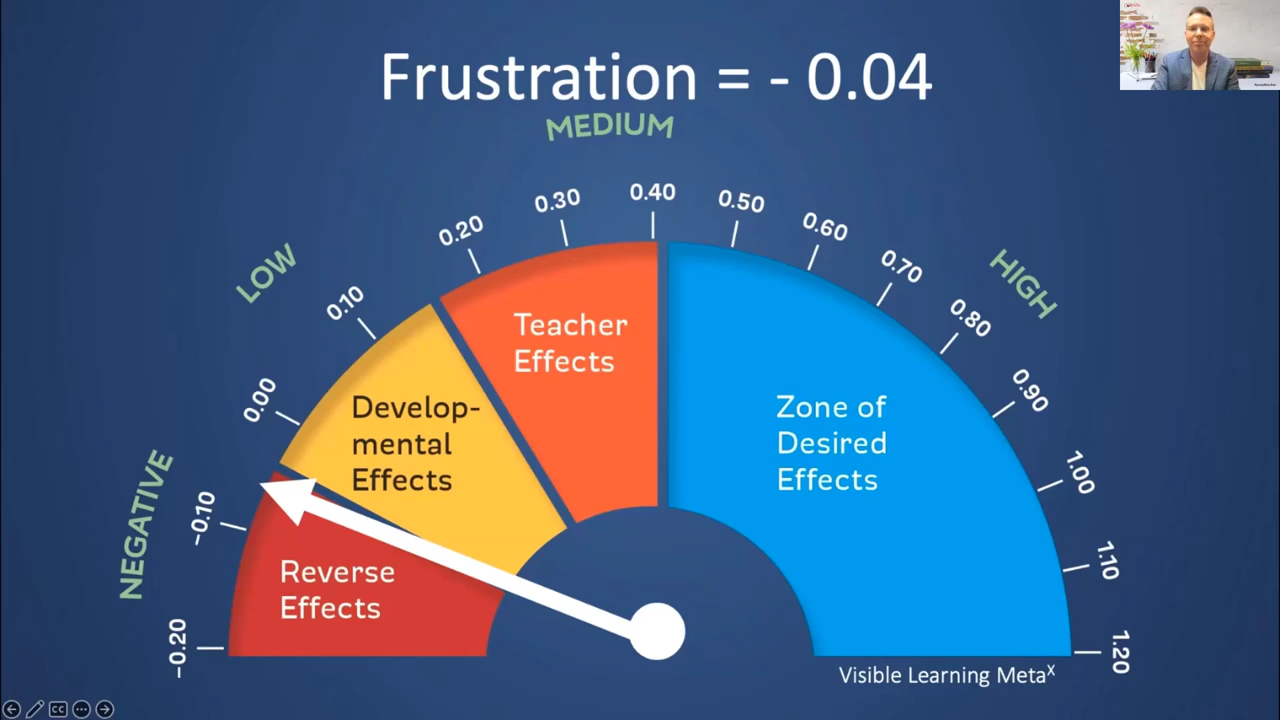 Frustration = - 0.04
MEDIUM
LOW
HIGH
NEGATIVE
-0.20
-0.10
0.00
0.10
0.20
0.30
0.40
0.50
0.60
0.70
0.80
0.90
1.00
1.10
1.20
Reverse
Effects
Develop-
mental
Effects
Teacher
Effects
Zone of
Desired
Effects
Visible Learning Metaˣ
CC